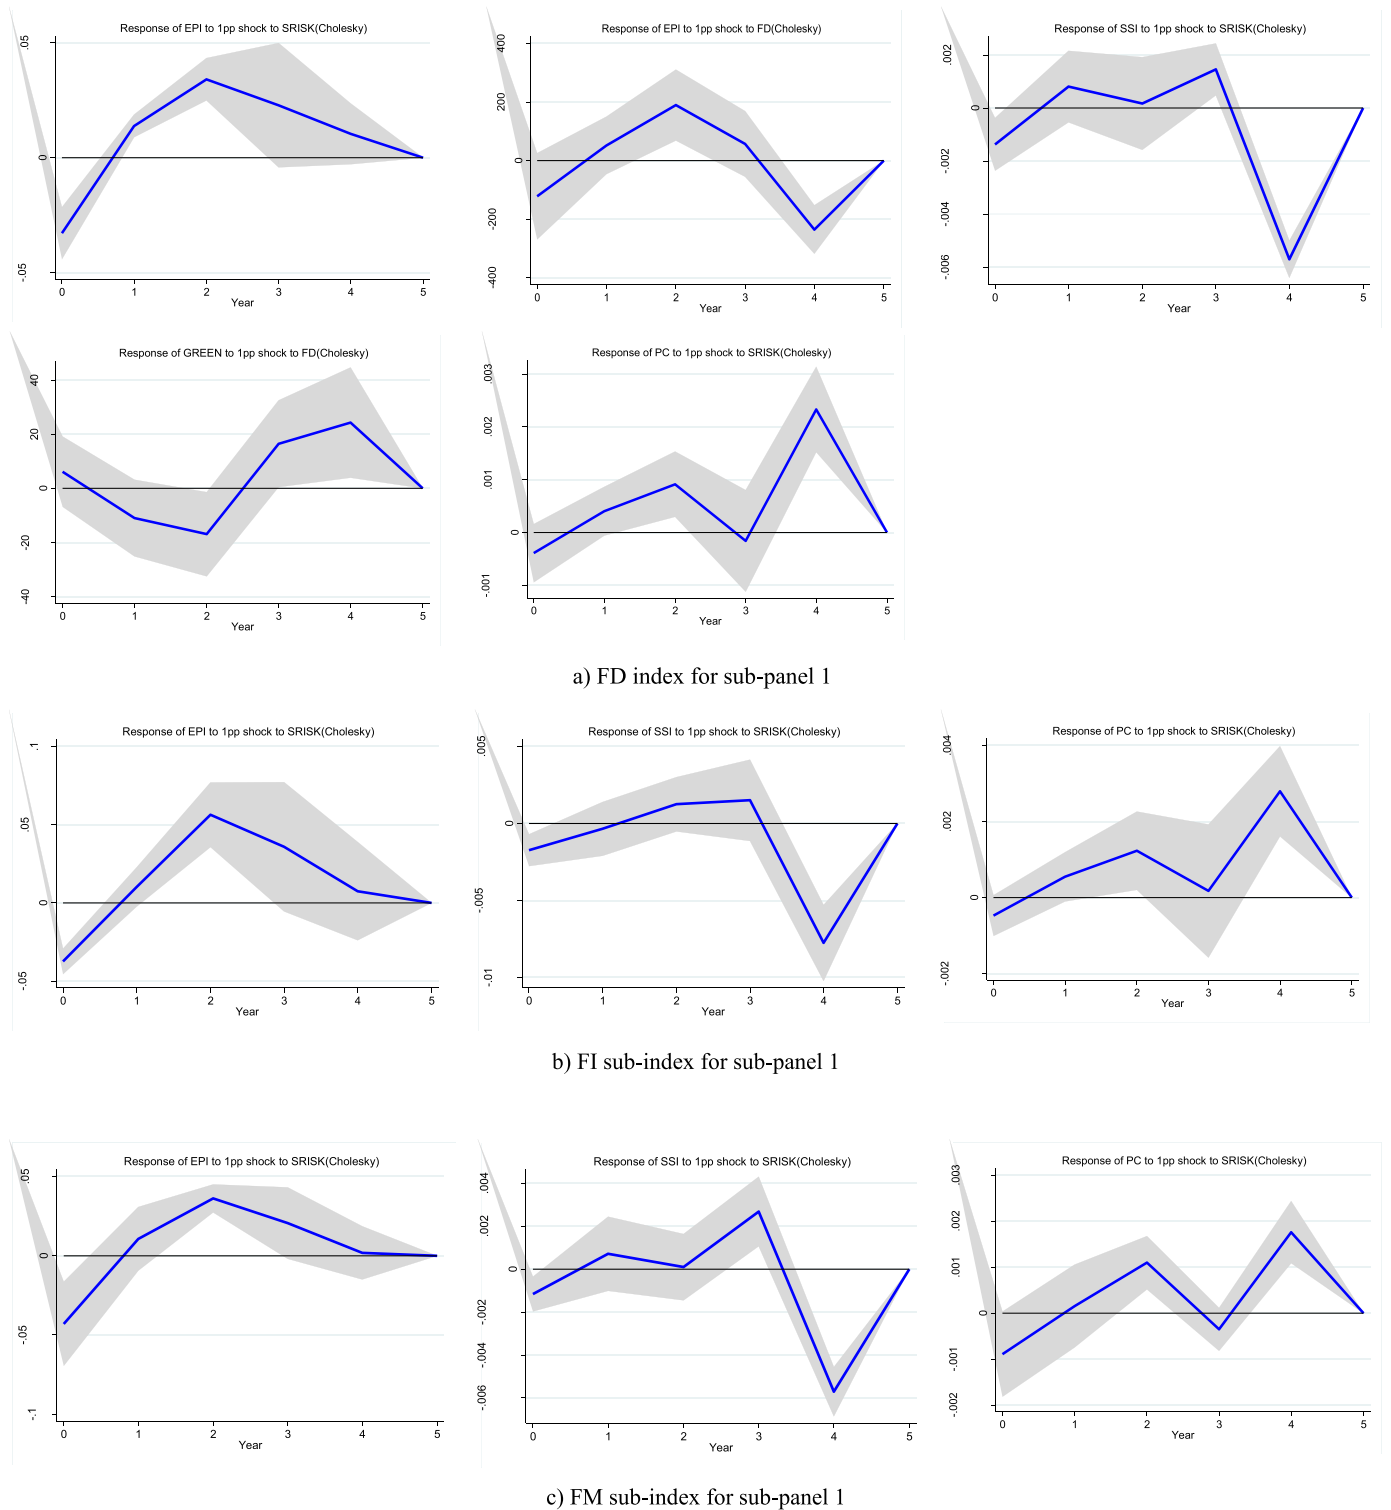 Response of EPI to 1pp shock to SRISK(Cholesky)
.05
0
-.05
0 1 2 3 4 5
Year
Response of EPI to 1pp shock to FD(Cholesky)
400
200
0
-200
-400
0 1 2 3 4 5
Year
Response of SSI to 1pp shock to SRISK(Cholesky)
.002
0
-.002
-.004
-.006
0 1 2 3 4 5
Year
Response of GREEN to 1pp shock to FD(Cholesky)
40
20
0
-20
-40
0 1 2 3 4 5
Year
Response of PC to 1pp shock to SRISK(Cholesky)
.003
.002
.001
0
-.001
0 1 2 3 4 5
Year
a) FD index for sub-panel 1
Response of EPI to 1pp shock to SRISK(Cholesky)
.1
.05
0
-.05
0 1 2 3 4 5
Year
Response of SSI to 1pp shock to SRISK(Cholesky)
.005
0
-.005
-.01
0 1 2 3 4 5
Year
Response of PC to 1pp shock to SRISK(Cholesky)
.004
.002
0
-.002
0 1 2 3 4 5
Year
b) FI sub-index for sub-panel 1
Response of EPI to 1pp shock to SRISK(Cholesky)
.05
0
-.05
-.1
0 1 2 3 4 5
Year
Response of SSI to 1pp shock to SRISK(Cholesky)
.004
.002
0
-.002
-.004
-.006
0 1 2 3 4 5
Year
Response of PC to 1pp shock to SRISK(Cholesky)
.003
.002
.001
0
-.001
-.002
0 1 2 3 4 5
Year
c) FM sub-index for sub-panel 1